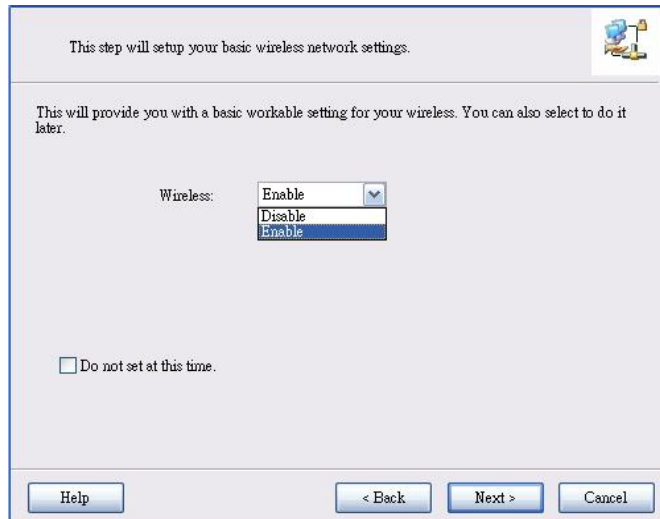 This step will setup your basic wireless network settings.
This will provide you with a basic workable setting for your wireless. You can also select to do it
later.
Wireless: Enable
Disable
Enable
Do not set at this time.
Help < Back Next > Cancel